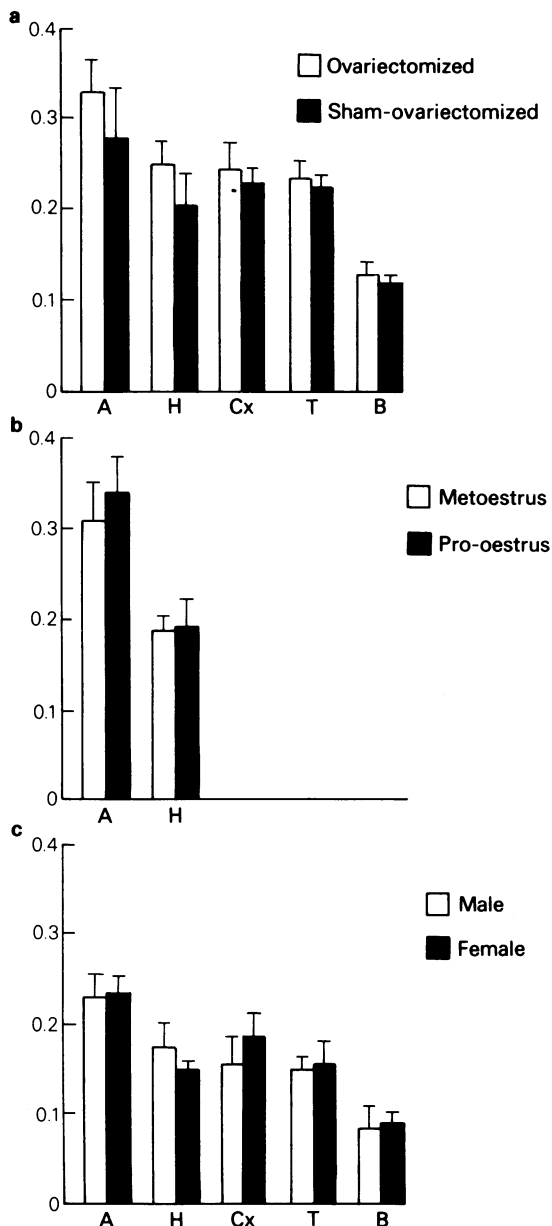 a
0.4
Ovariectomized
Sham-ovariectomized
0.3
0.2
0.1
0
A H Cx T B
b
0.4
Metoestrus
Pro-oestrus
0.3
0.2
0.1
0
A H
c
0.4
Male
Female
0.3
0.2
0.1
0
A H Cx T B